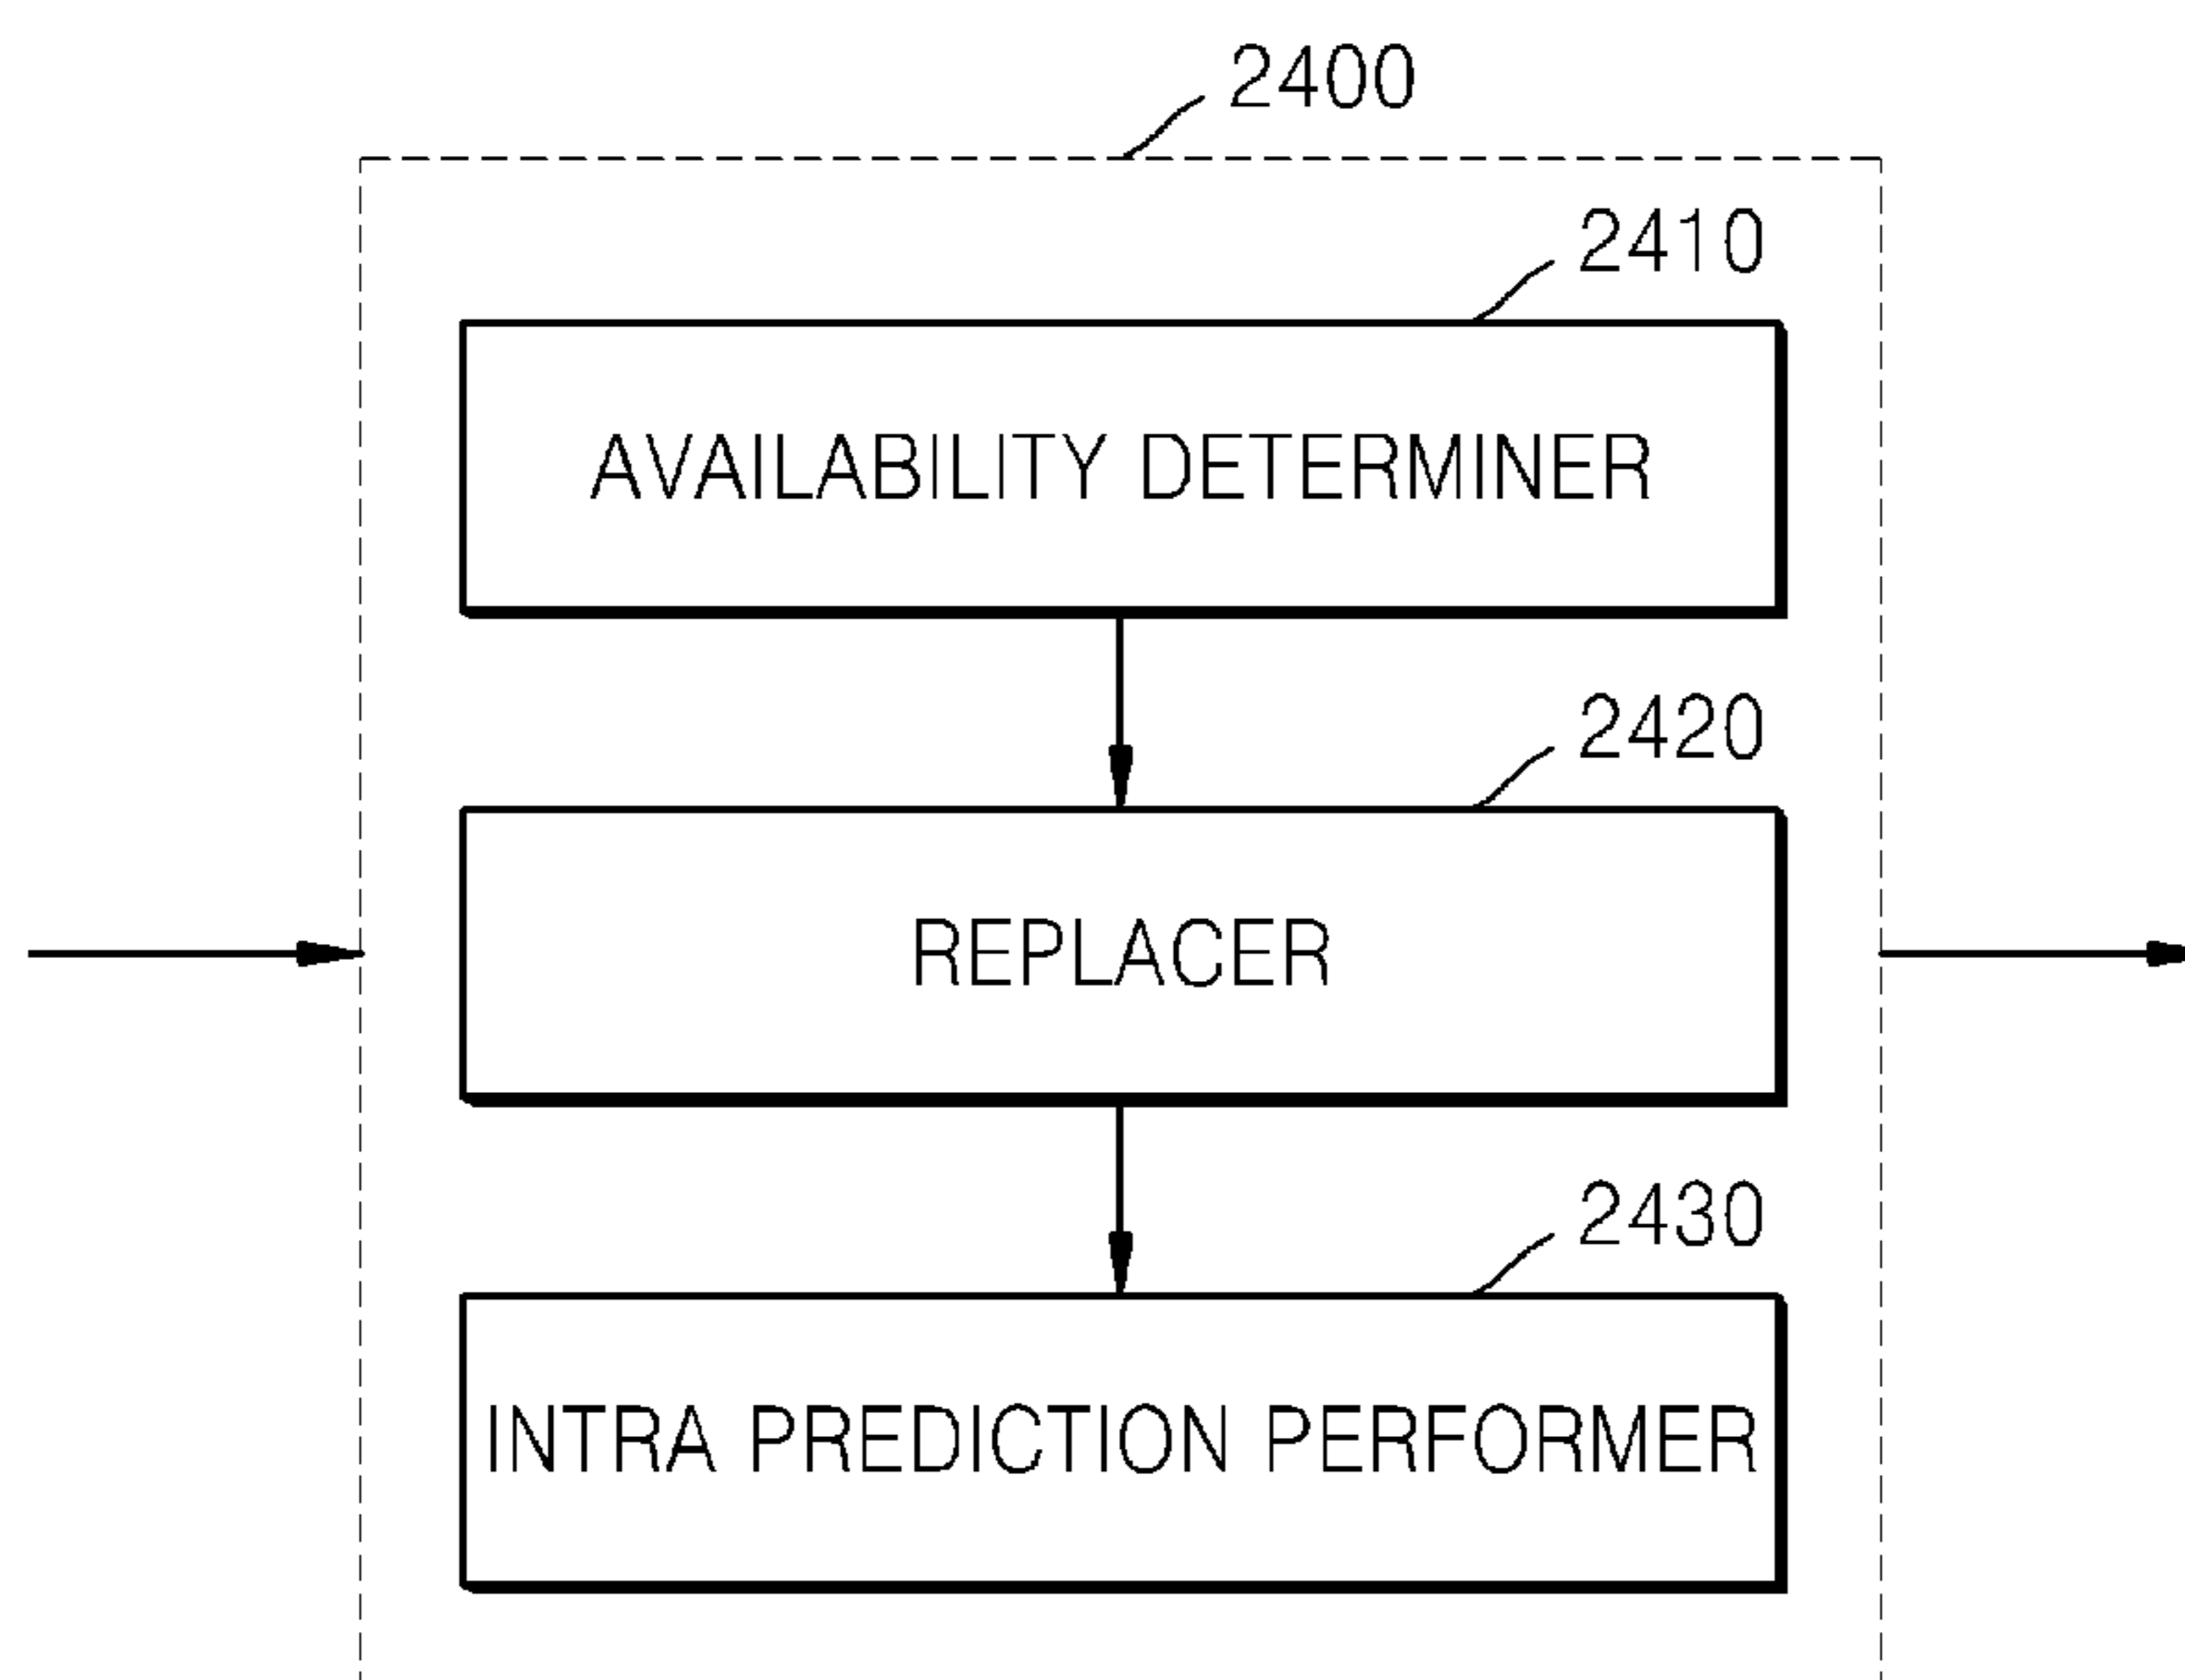 2400
2410
AVAILABILITY DETERMINER
2420
REPLACER
2430
INTRA PREDICTION PERFORMER